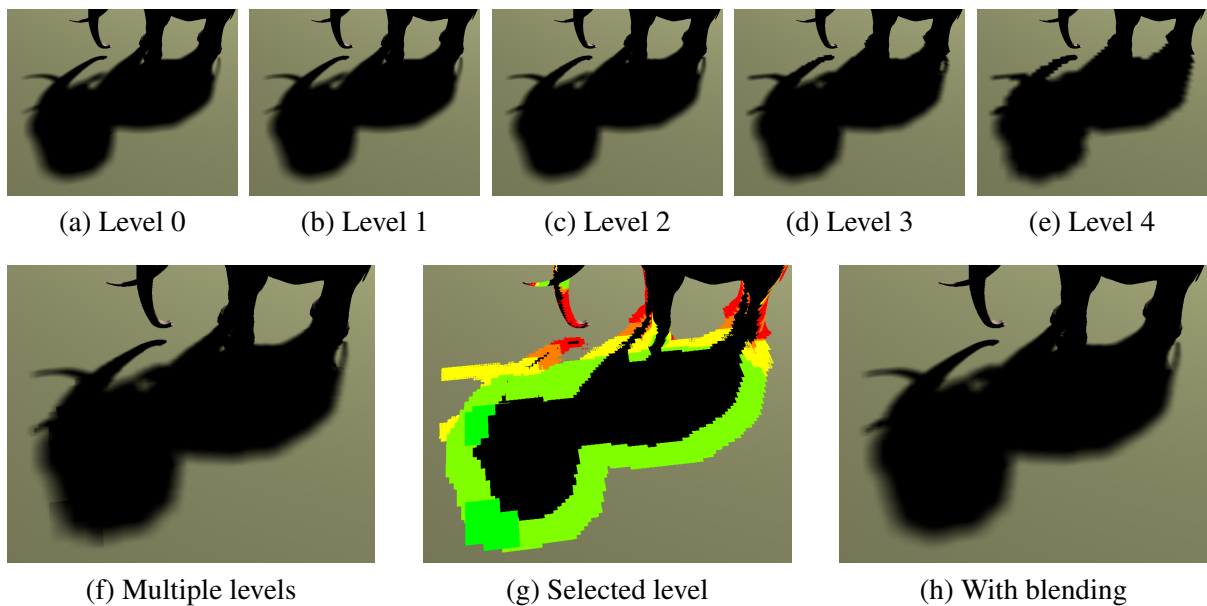 (a) Level 0
(b) Level 1
(c) Level 2
(d) Level 3
(e) Level 4
(f) Multiple levels
(g) Selected level
(h) With blending